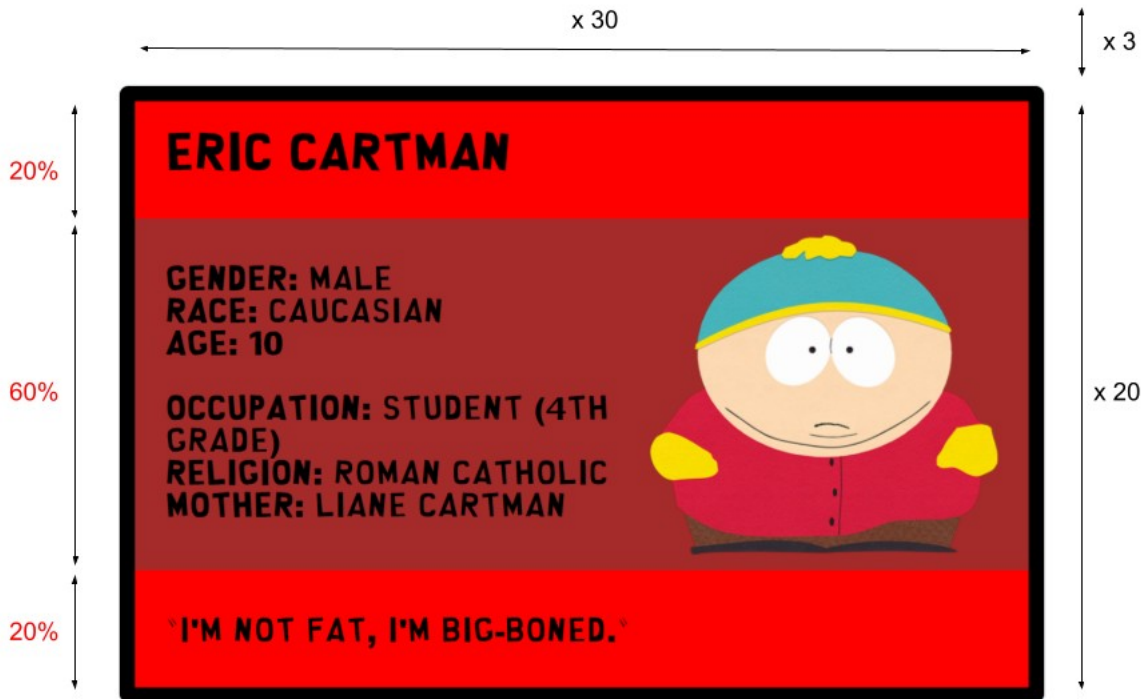 x 30
x 3
20%
ERIC CARTMAN
GENDER: MALE
RACE: CAUCASIAN
AGE: 10
60%
x 20
OCCUPATION: STUDENT (4TH
GRADE)
RELIGION: ROMAN CATHOLIC
MOTHER: LIANE CARTMAN
20%
"I'M NOT FAT, I'M BIG-BONED."